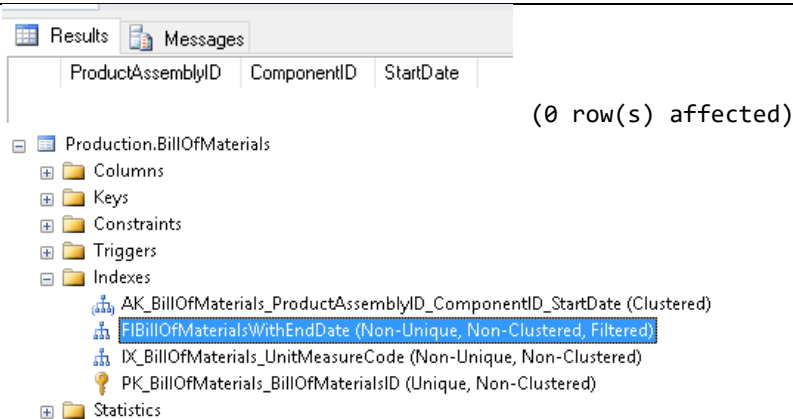 Results Messages
ProductAssemblyID ComponentID StartDate
(0 row(s) affected)
Production.BillOfMaterials
Columns
Keys
Constraints
Triggers
Indexes
AK_BillOfMaterials_ProductAssemblyID_ComponentID_StartDate (Clustered)
FIBillOfMaterialsWithEndDate (Non-Unique, Non-Clustered, Filtered)
IX_BillOfMaterials_UnitMeasureCode (Non-Unique, Non-Clustered)
PK_BillOfMaterials_BillOfMaterialsID (Unique, Non-Clustered)
Statistics